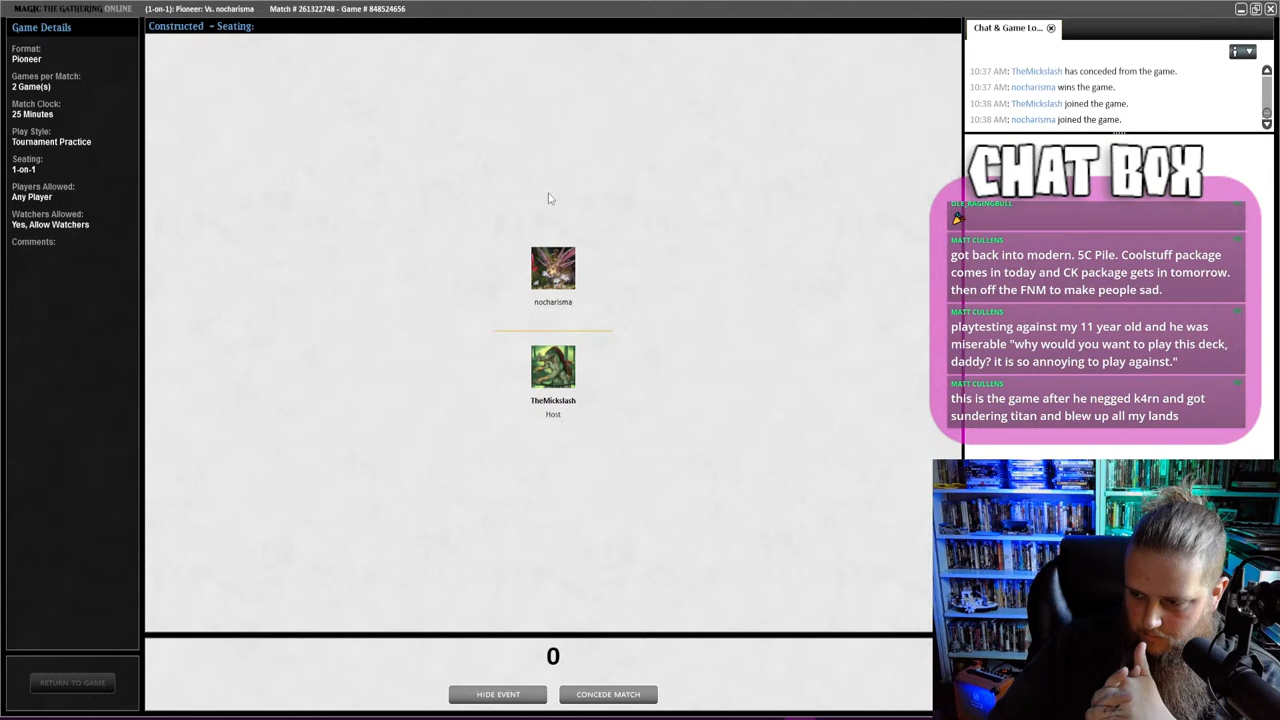 MAGIC THE GATHERING ONLINE
(1-on-1): Pioneer: Vs. nocharisma
Match # 261322748 - Game # 848524656
Game Details
Format:
Pioneer
Games per Match:
2 Game(s)
Match Clock:
25 Minutes
Play Style:
Tournament Practice
Seating:
1-on-1
Players Allowed:
Any Player
Watchers Allowed:
Yes, Allow Watchers
Comments:
RETURN TO GAME
Constructed - Seating:
nocharisma
TheMickslash
Host
0
HIDE EVENT
CONCEDE MATCH
Chat & Game Lo...
10:37 AM: TheMickslash has conceded from the game.
10:37 AM: nocharisma wins the game.
10:38 AM: TheMickslash joined the game.
10:38 AM: nocharisma joined the game.
CHAT BOX
OLE_RAGINGBULL
MATT CULLENS
got back into modern. 5C Pile. Coolstuff package
comes in today and CK package gets in tomorrow.
then off the FNM to make people sad.
MATT CULLENS
playtesting against my 11 year old and he was
miserable "why would you want to play this deck,
daddy? it is so annoying to play against."
MATT CULLENS
this is the game after he negged k4rn and got
sundering titan and blew up all my lands